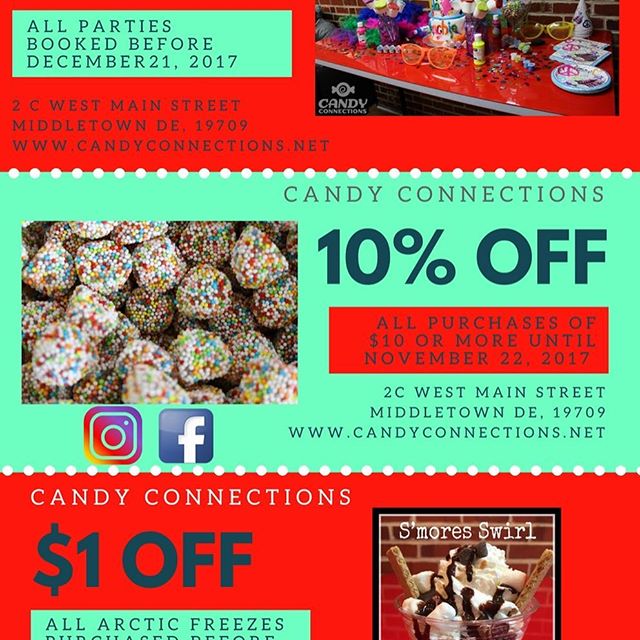 ALL PARTIES
BOOKED BEFORE
DECEMBER21, 2017
CANDY
CONNECTIONS
2 C WEST MAIN STREET
MIDDLETOWN DE, 19709
WWW.CANDYCONNECTIONS.NET
CANDY CONNECTIONS
10% OFF
ALL PURCHASES OF
$10 OR MORE UNTIL
NOVEMBER 22, 2017
2C WEST MAIN STREET
MIDDLETOWN DE, 19709
WWW.CANDYCONNECTIONS.NET
CANDY CONNECTIONS
$1 OFF
S'mores Swirl
ALL ARCTIC FREEZES
PURCHASED BEFORE